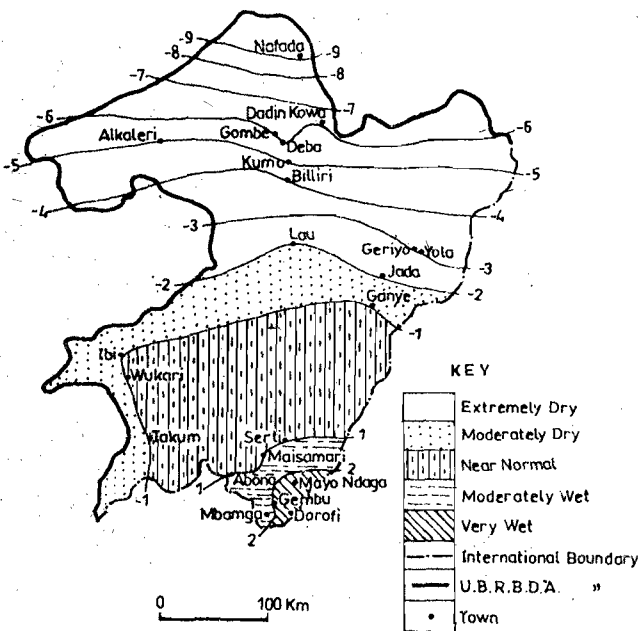 -9
Nafada
-9
-8
-8
-7
Dadin Kowa
-7
-6
Gombe
-6
Alkaleri
Deba
-5
Kumo
-5
Billiri
-4
-4
-3
Lau
Geriyo
Yola
-3
-2
Jada
-2
Ganye
-1
Ibi
Wukari
Takum
Serti
1
Maisamari
-1
1
Abong
2
Mayo Ndaga
Gembu
Mbamga
Dorofi
2
KEY
Extremely Dry
Moderately Dry
Near Normal
Moderately Wet
Very Wet
International Boundary
U.B.R.B.D.A. "
Town
0 100 Km